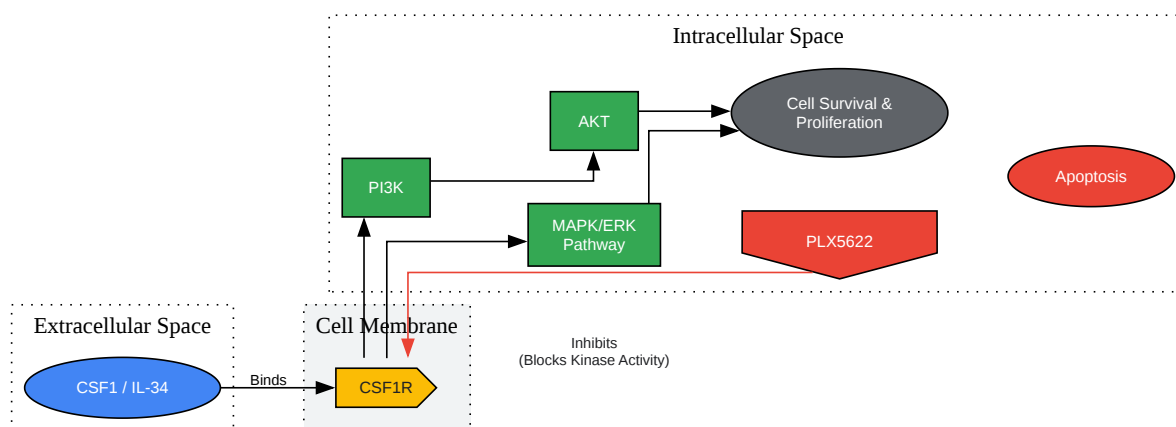 Intracellular Space
Cell Survival &
Proliferation
AKT
Apoptosis
PI3K
MAPK/ERK
Pathway
PLX5622
Extracellular Space
Cell Membrane
Inhibits
(Blocks Kinase Activity)
CSF1 / IL-34
Binds
CSF1R